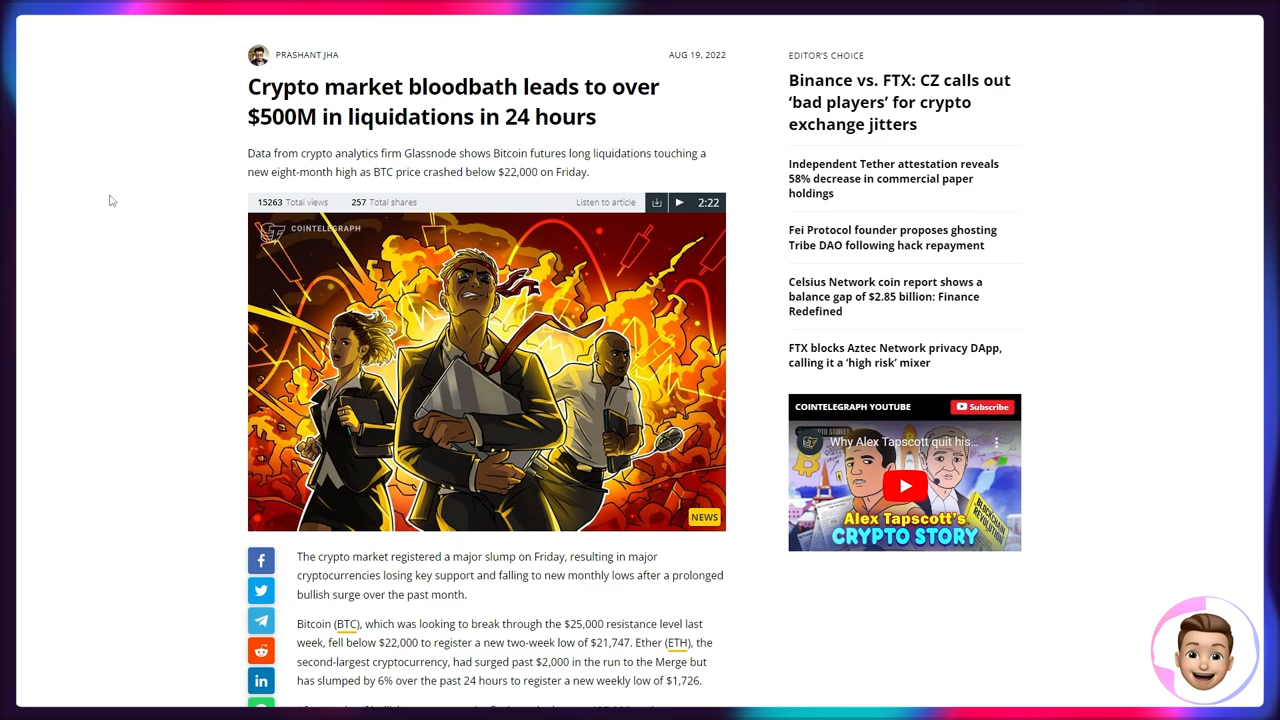 PRASHANT JHA
AUG 19, 2022
Crypto market bloodbath leads to over
$500M in liquidations in 24 hours
Data from crypto analytics firm Glassnode shows Bitcoin futures long liquidations touching a
new eight-month high as BTC price crashed below $22,000 on Friday.
15263 Total views 257 Total shares Listen to article 2:22
COINTELEGRAPH
NEWS
The crypto market registered a major slump on Friday, resulting in major
cryptocurrencies losing key support and falling to new monthly lows after a prolonged
bullish surge over the past month.
Bitcoin (BTC), which was looking to break through the $25,000 resistance level last
week, fell below $22,000 to register a new two-week low of $21,747. Ether (ETH), the
second-largest cryptocurrency, had surged past $2,000 in the run to the Merge but
has slumped by 6% over the past 24 hours to register a new weekly low of $1,726.
EDITOR'S CHOICE
Binance vs. FTX: CZ calls out
‘bad players’ for crypto
exchange jitters
Independent Tether attestation reveals
58% decrease in commercial paper
holdings
Fei Protocol founder proposes ghosting
Tribe DAO following hack repayment
Celsius Network coin report shows a
balance gap of $2.85 billion: Finance
Redefined
FTX blocks Aztec Network privacy DApp,
calling it a ‘high risk’ mixer
COINTELEGRAPH YOUTUBE
Subscribe
Why Alex Tapscott quit his...
BLOCKCHAIN
REVOLUTION
Alex Tapscott's
CRYPTO STORY